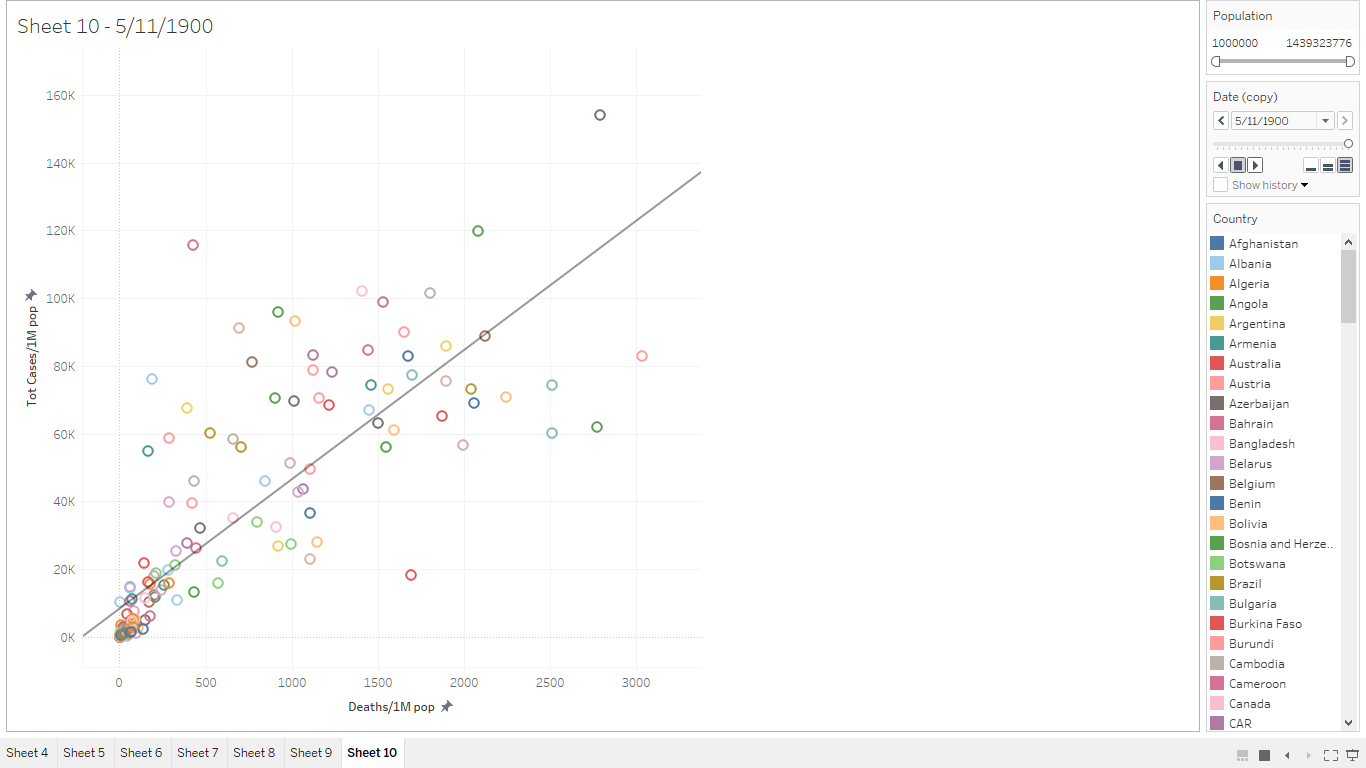 Sheet 10 - 5/11/1900
160K
140K
120K
100K
80K
60K
40K
20K
0K
Tot Cases/1M pop
0 500 1000 1500 2000 2500 3000
Deaths/1M pop
Population
1000000 1439323776
Date (copy)
5/11/1900
Show history
Country
Afghanistan
Albania
Algeria
Angola
Argentina
Armenia
Australia
Austria
Azerbaijan
Bahrain
Bangladesh
Belarus
Belgium
Benin
Bolivia
Bosnia and Herze..
Botswana
Brazil
Bulgaria
Burkina Faso
Burundi
Cambodia
Cameroon
Canada
CAR
Sheet 4 Sheet 5 Sheet 6 Sheet 7 Sheet 8 Sheet 9 Sheet 10